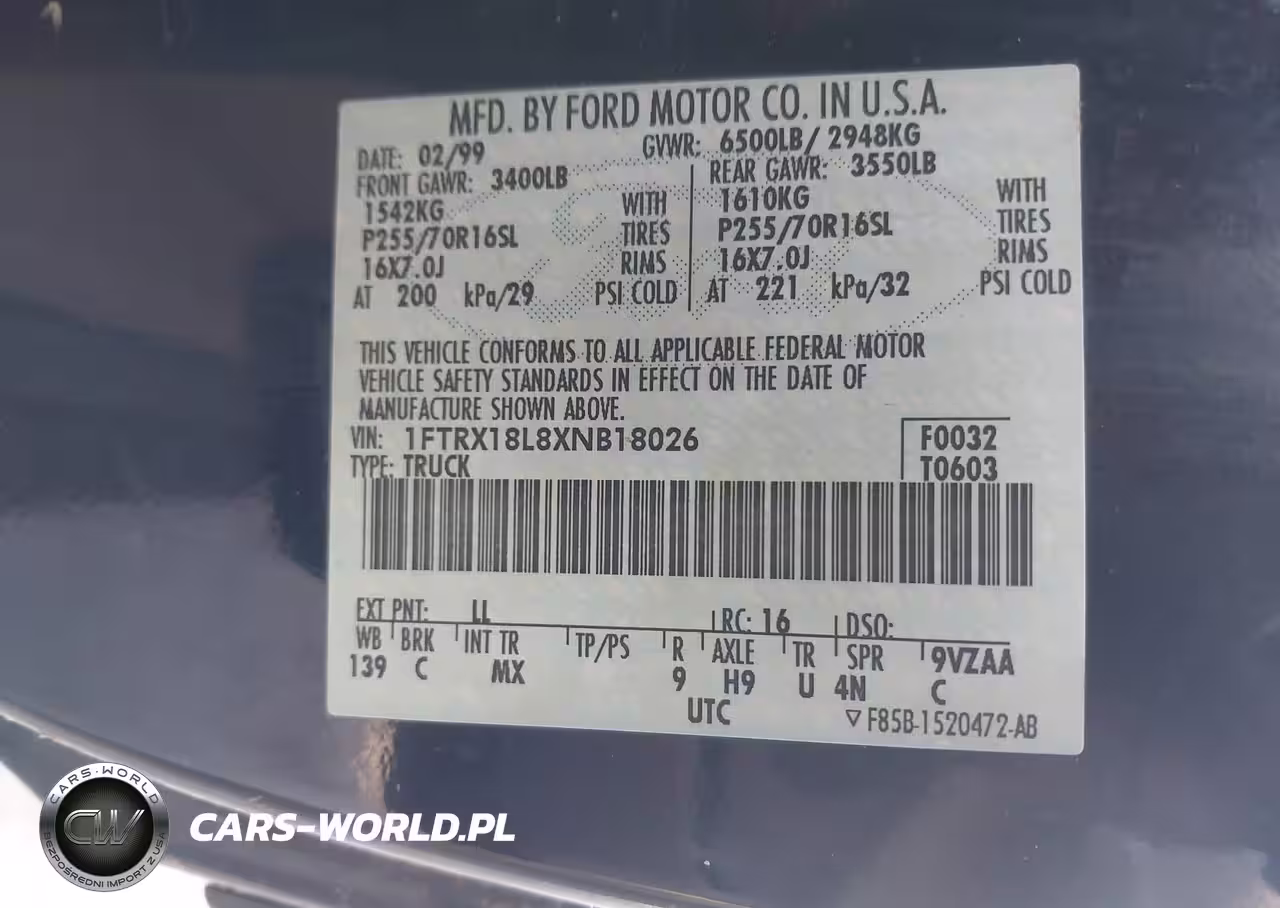 MFD. BY FORD MOTOR CO. IN U.S.A.
DATE: 02/99 GVWR: 6500LB/ 2948KG
FRONT GAWR: 3400LB REAR GAWR: 3550LB
1542KG WITH 1610KG WITH
P255/70R16SL TIRES P255/70R16SL TIRES
16X7.0J RIMS 16X7.0J RIMS
AT 200 kPa/29 PSI COLD AT 221 kPa/32 PSI COLD
THIS VEHICLE CONFORMS TO ALL APPLICABLE FEDERAL MOTOR
VEHICLE SAFETY STANDARDS IN EFFECT ON THE DATE OF
MANUFACTURE SHOWN ABOVE.
VIN: 1FTRX18L8XNB18026 F0032
TYPE: TRUCK T0603
EXT PNT: LL RC: 16 DSO:
WB BRK INT TR TP/PS R AXLE TR SPR 9VZAA
139 C MX 9 H9 U 4N C
UTC ▽ F85B-1520472-AB
CARS-WORLD
CW
BEZPOŚREDNI IMPORT Z USA
CARS-WORLD.PL